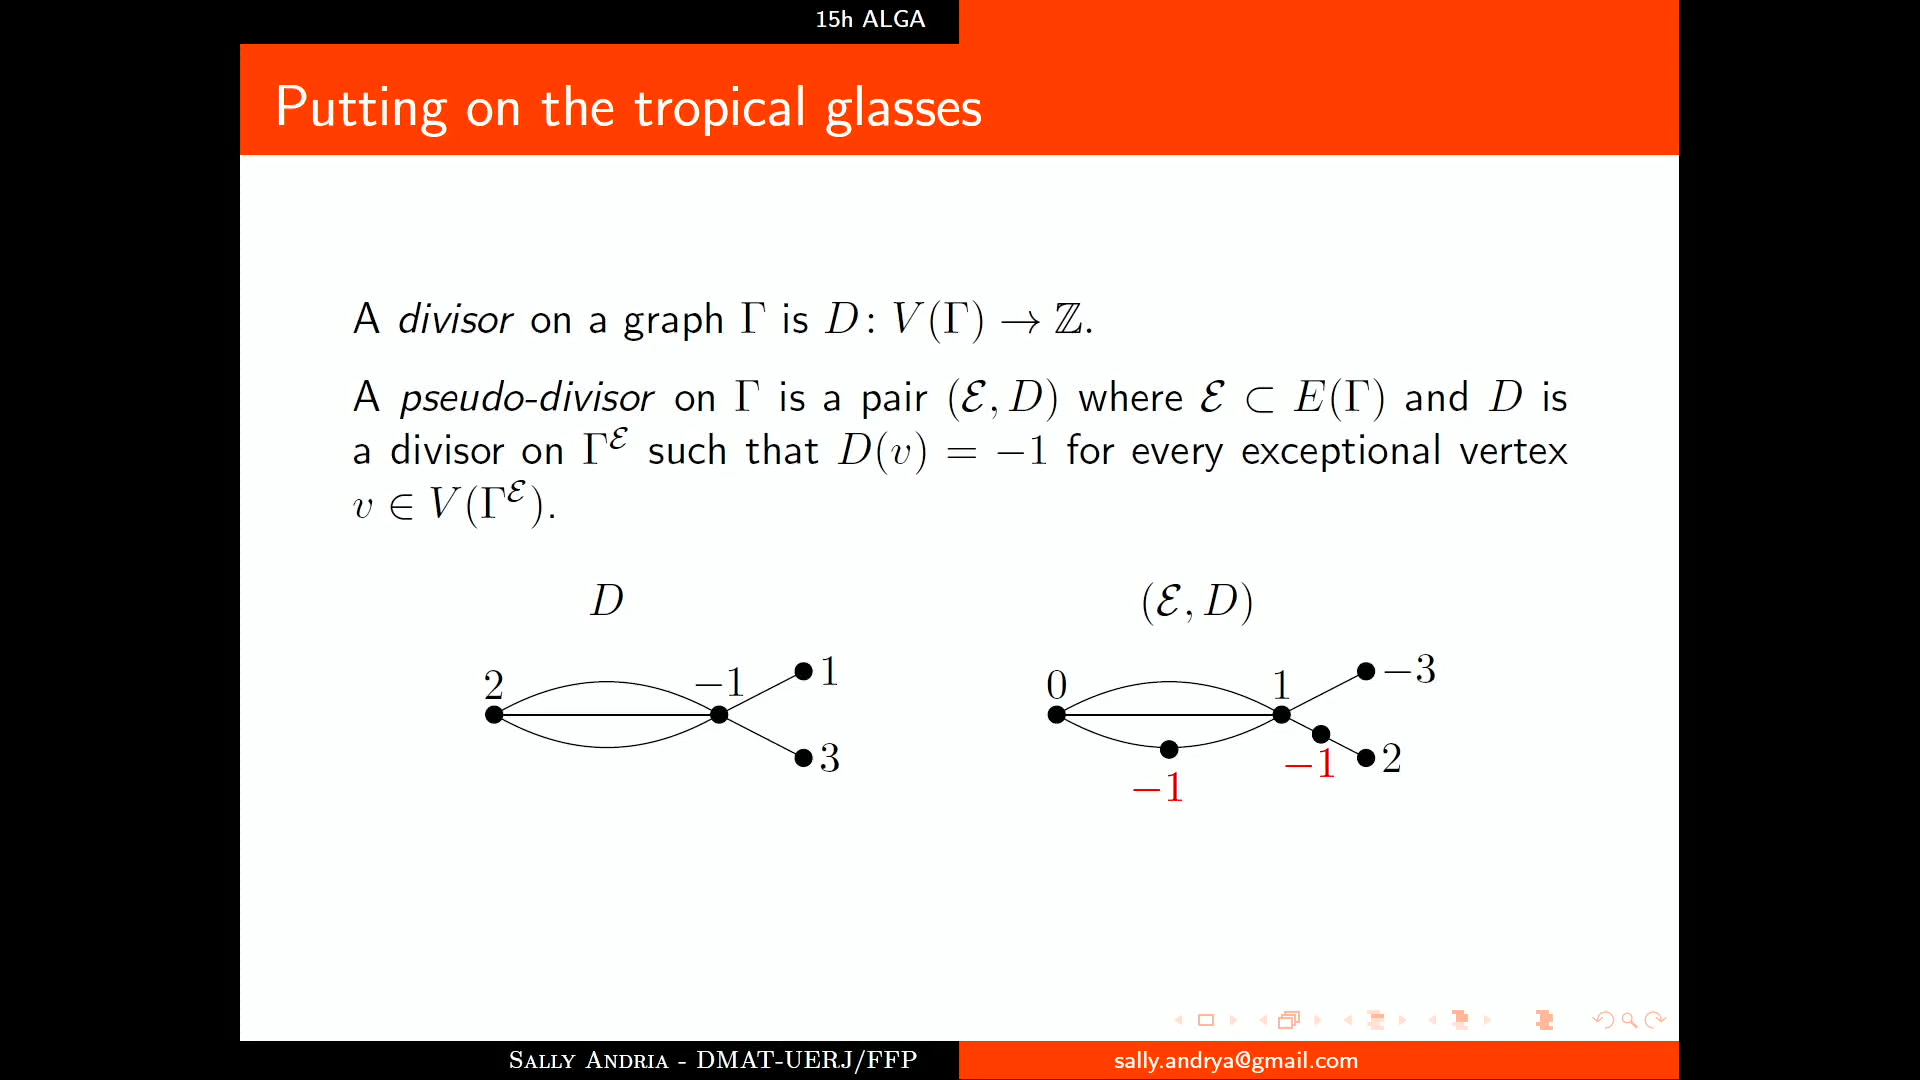 15h ALGA
Putting on the tropical glasses
A divisor on a graph Γ is D: V(Γ) → ℤ.
A pseudo-divisor on Γ is a pair (ℰ, D) where ℰ ⊂ E(Γ) and D is
a divisor on Γ^ℰ such that D(v) = −1 for every exceptional vertex
v ∈ V(Γ^ℰ).
D
2 −1 1
3
(ℰ, D)
0 1 −3
−1 −1 2
SALLY ANDRIA - DMAT-UERJ/FFP
sally.andrya@gmail.com